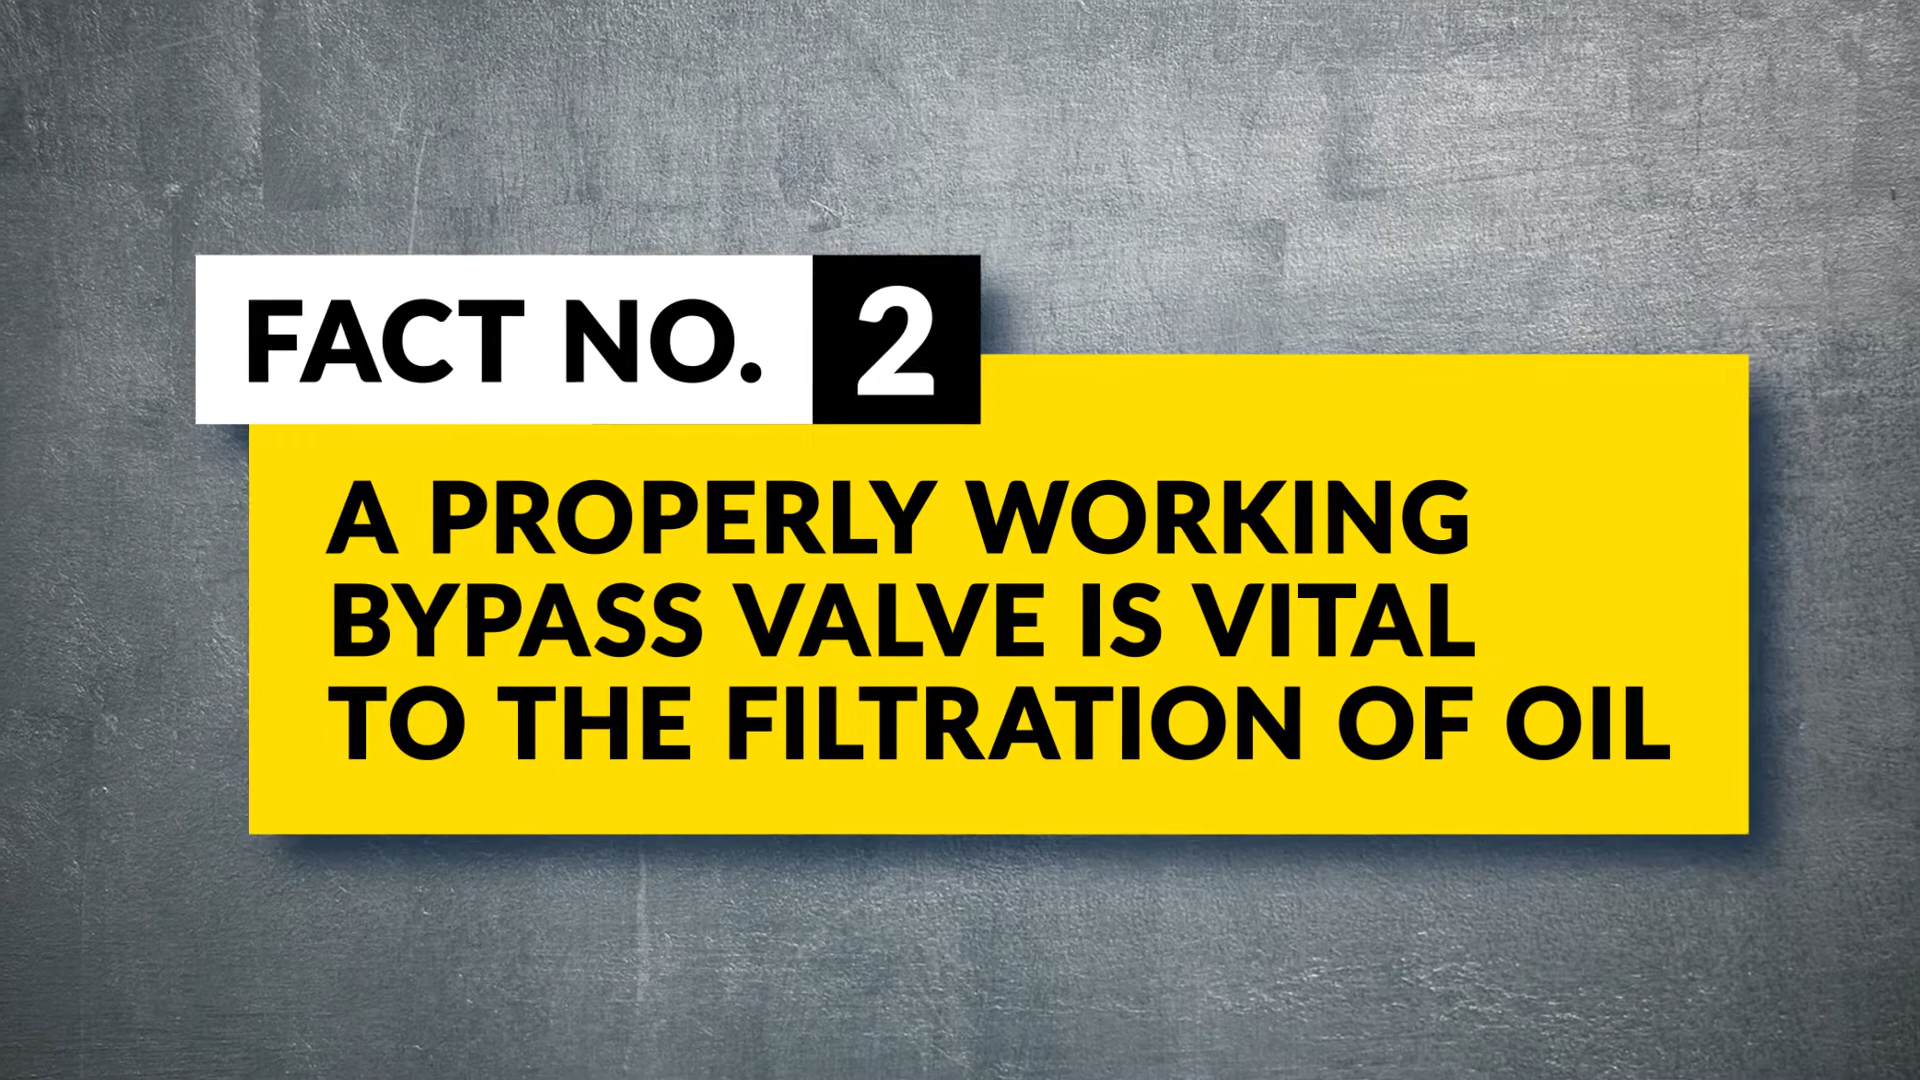 FACT NO. 2
A PROPERLY WORKING
BYPASS VALVE IS VITAL
TO THE FILTRATION OF OIL